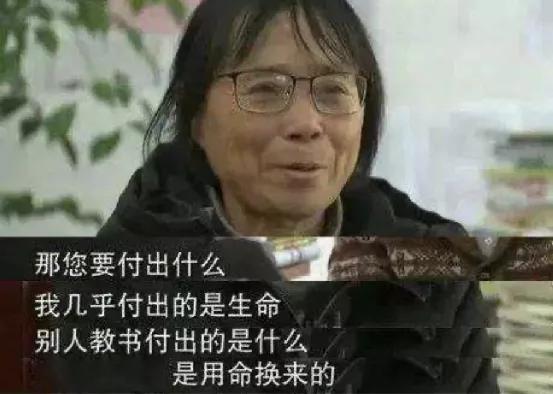 那您要付出什么
我几乎付出的是生命
别人教书付出的是什么
是用命换来的